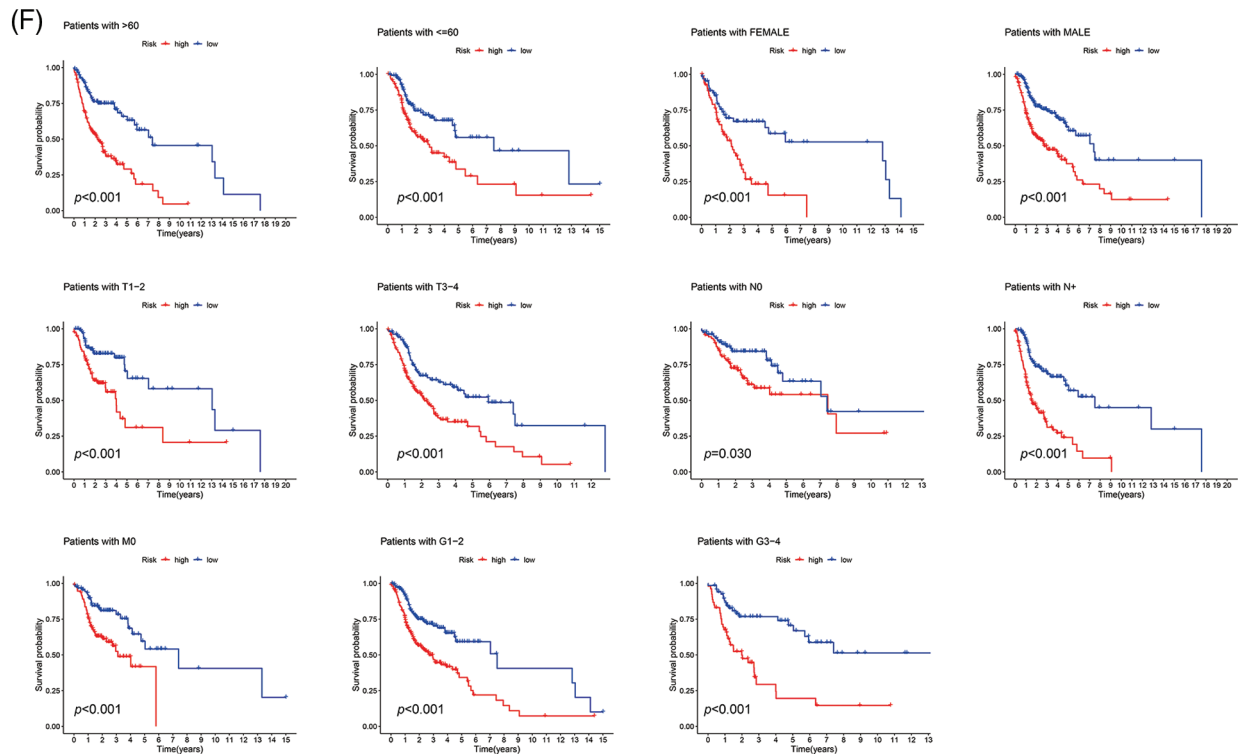 (F)
Patients with >60
Risk high low
Survival probability
1.00
0.75
0.50
0.25
0.00
p<0.001
0 1 2 3 4 5 6 7 8 9 10 11 12 13 14 15 16 17 18 19 20
Time(years)
Patients with <=60
Risk high low
Survival probability
1.00
0.75
0.50
0.25
0.00
p<0.001
0 1 2 3 4 5 6 7 8 9 10 11 12 13 14 15
Time(years)
Patients with FEMALE
Risk high low
Survival probability
1.00
0.75
0.50
0.25
0.00
p<0.001
0 1 2 3 4 5 6 7 8 9 10 11 12 13 14 15
Time(years)
Patients with MALE
Risk high low
Survival probability
1.00
0.75
0.50
0.25
0.00
p<0.001
0 1 2 3 4 5 6 7 8 9 10 11 12 13 14 15 16 17 18 19 20
Time(years)
Patients with T1-2
Risk high low
Survival probability
1.00
0.75
0.50
0.25
0.00
p<0.001
0 1 2 3 4 5 6 7 8 9 10 11 12 13 14 15 16 17 18 19 20
Time(years)
Patients with T3-4
Risk high low
Survival probability
1.00
0.75
0.50
0.25
0.00
p<0.001
0 1 2 3 4 5 6 7 8 9 10 11 12
Time(years)
Patients with N0
Risk high low
Survival probability
1.00
0.75
0.50
0.25
0.00
p=0.030
0 1 2 3 4 5 6 7 8 9 10 11 12 13
Time(years)
Patients with N+
Risk high low
Survival probability
1.00
0.75
0.50
0.25
0.00
p<0.001
0 1 2 3 4 5 6 7 8 9 10 11 12 13 14 15 16 17 18 19 20
Time(years)
Patients with M0
Risk high low
Survival probability
1.00
0.75
0.50
0.25
0.00
p<0.001
0 1 2 3 4 5 6 7 8 9 10 11 12 13 14 15
Time(years)
Patients with G1-2
Risk high low
Survival probability
1.00
0.75
0.50
0.25
0.00
p<0.001
0 1 2 3 4 5 6 7 8 9 10 11 12 13 14 15
Time(years)
Patients with G3-4
Risk high low
Survival probability
1.00
0.75
0.50
0.25
0.00
p<0.001
0 1 2 3 4 5 6 7 8 9 10 11 12 13
Time(years)